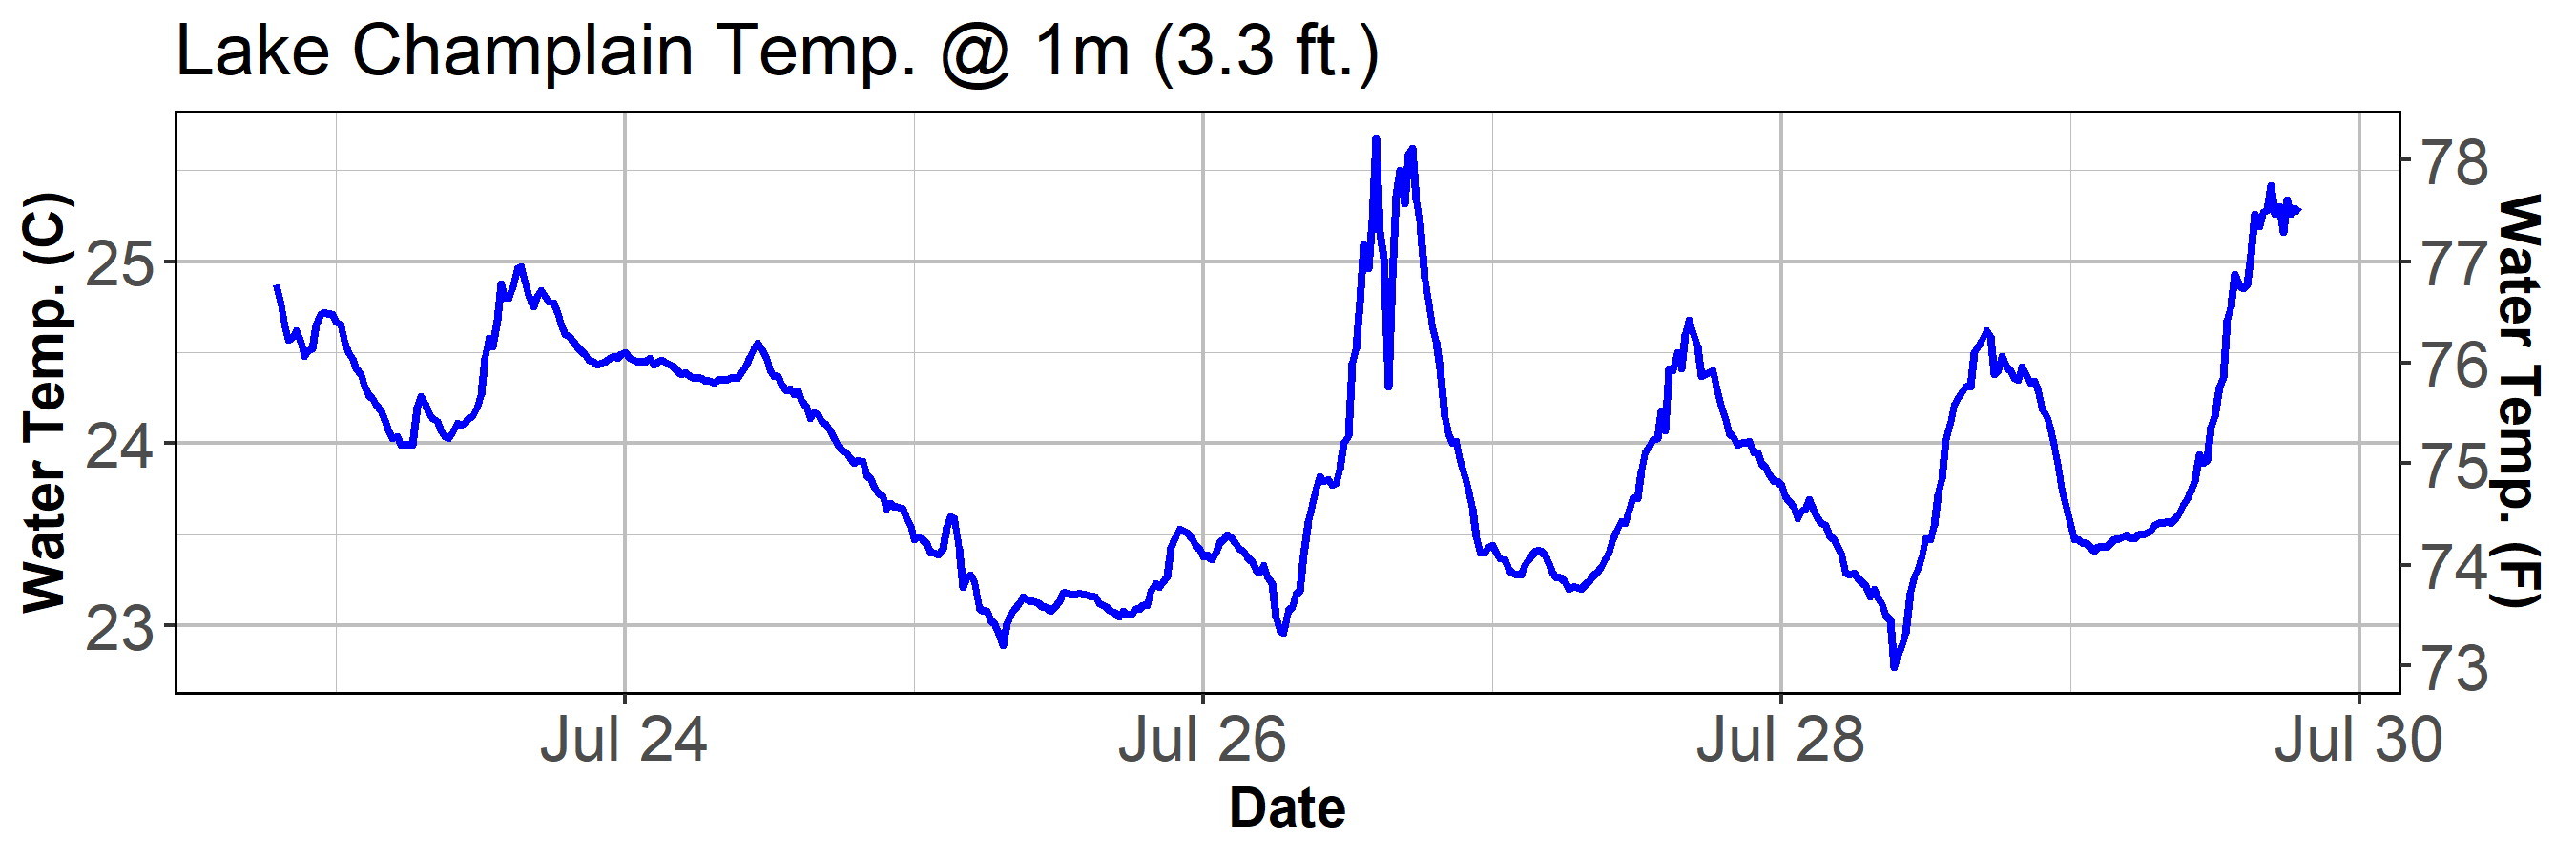 Lake Champlain Temp. @ 1m (3.3 ft.)
Water Temp. (C)
25
24
23
78
77
76
75
74
73
Water Temp. (F)
Jul 24 Jul 26 Jul 28 Jul 30
Date